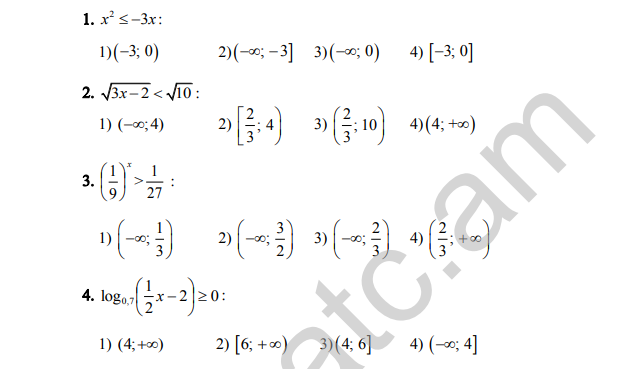 1. x² ≤ −3x:
1) (−3; 0) 2) (−∞; −3] 3) (−∞; 0) 4) [−3; 0]
2. √(3x − 2) < √10 :
1) (−∞; 4) 2) [2/3; 4) 3) (2/3; 10) 4) (4; +∞)
3. (1/9)ˣ > 1/27 :
1) (−∞; 1/3) 2) (−∞; 3/2) 3) (−∞; 2/3) 4) (2/3; +∞)
4. log₀,₇(1/2 x − 2) ≥ 0:
1) (4; +∞) 2) [6; +∞) 3) (4; 6] 4) (−∞; 4]
atc.am